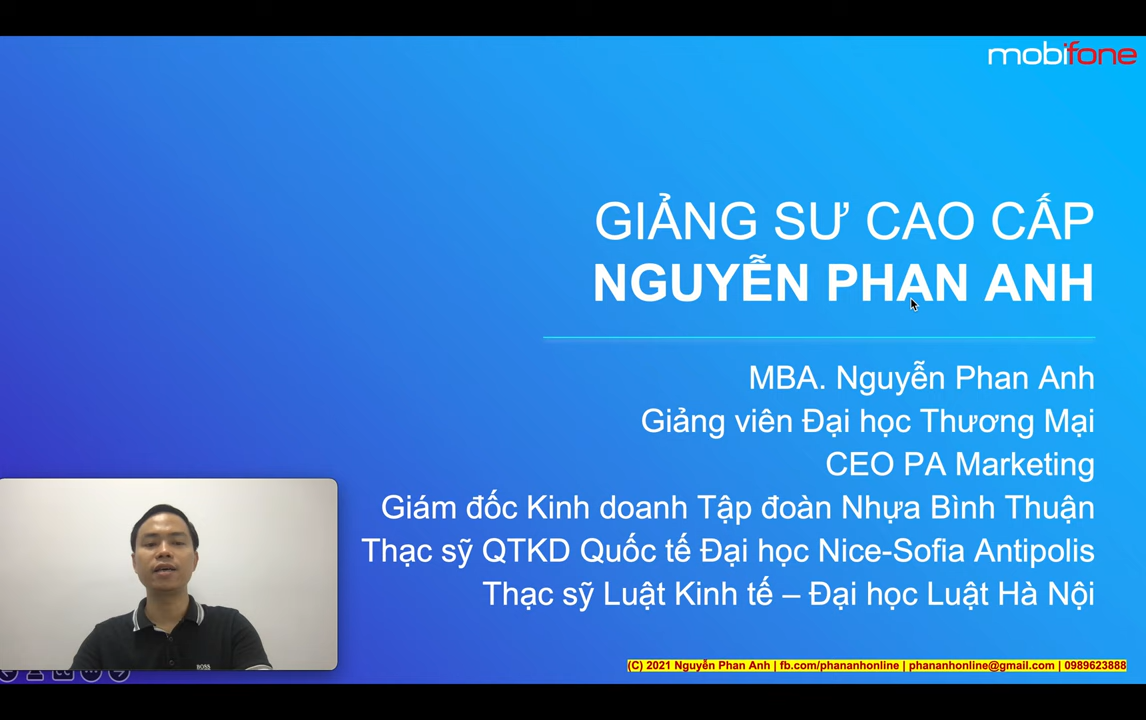 mobifone
GIẢNG SƯ CAO CẤP
NGUYỄN PHAN ANH
MBA. Nguyễn Phan Anh
Giảng viên Đại học Thương Mại
CEO PA Marketing
Giám đốc Kinh doanh Tập đoàn Nhựa Bình Thuận
Thạc sỹ QTKD Quốc tế Đại học Nice-Sofia Antipolis
Thạc sỹ Luật Kinh tế – Đại học Luật Hà Nội
BOSS
(C) 2021 Nguyễn Phan Anh | fb.com/phananhonline | phananhonline@gmail.com | 0989623888